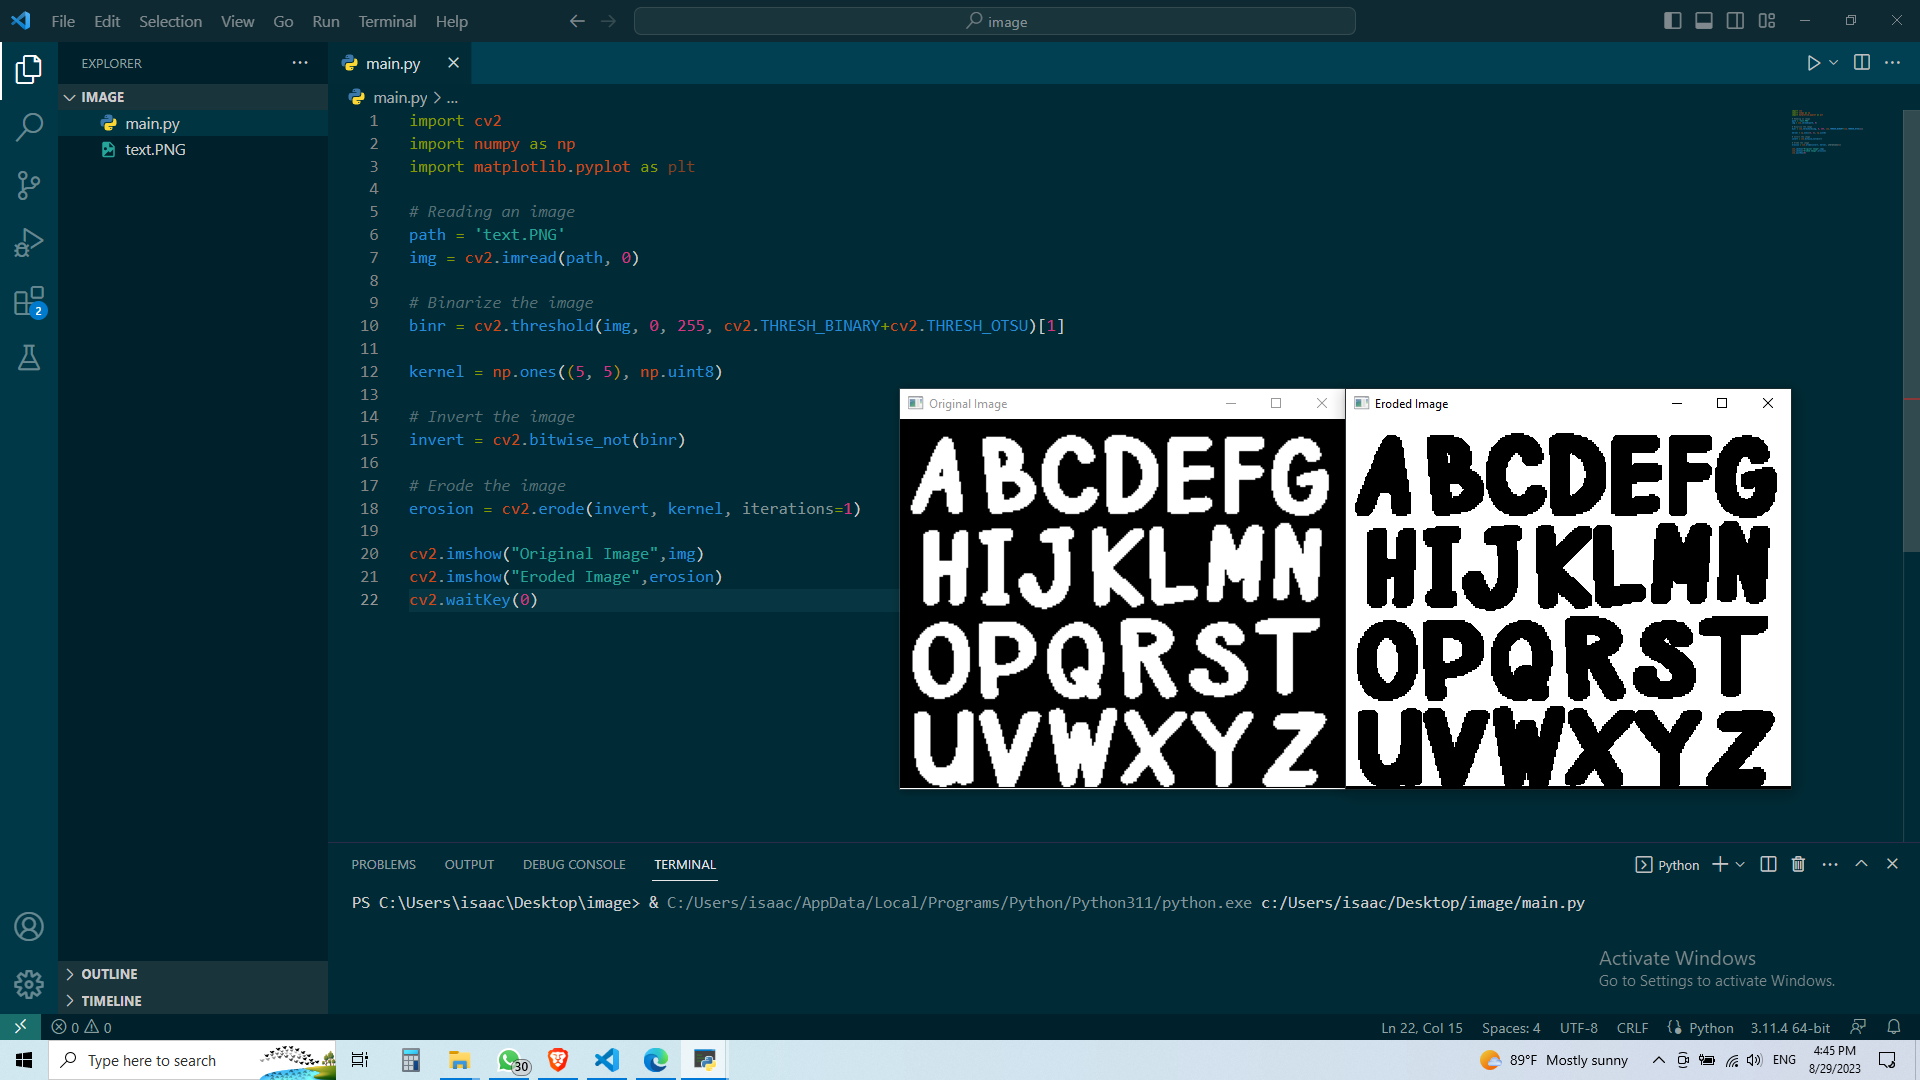 File Edit Selection View Go Run Terminal Help
image
EXPLORER
IMAGE
main.py
text.PNG
2
OUTLINE
TIMELINE
main.py
main.py > ...
1 import cv2
2 import numpy as np
3 import matplotlib.pyplot as plt
4
5 # Reading an image
6 path = 'text.PNG'
7 img = cv2.imread(path, 0)
8
9 # Binarize the image
10 binr = cv2.threshold(img, 0, 255, cv2.THRESH_BINARY+cv2.THRESH_OTSU)[1]
11
12 kernel = np.ones((5, 5), np.uint8)
13
14 # Invert the image
15 invert = cv2.bitwise_not(binr)
16
17 # Erode the image
18 erosion = cv2.erode(invert, kernel, iterations=1)
19
20 cv2.imshow("Original Image",img)
21 cv2.imshow("Eroded Image",erosion)
22 cv2.waitKey(0)
Original Image
ABCDEFG
HIJKLMN
OPQRST
UVWXYZ
Eroded Image
ABCDEFG
HIJKLMN
OPQRST
UVWXYZ
PROBLEMS OUTPUT DEBUG CONSOLE TERMINAL
Python
PS C:\Users\isaac\Desktop\image> & C:/Users/isaac/AppData/Local/Programs/Python/Python311/python.exe c:/Users/isaac/Desktop/image/main.py
Activate Windows
Go to Settings to activate Windows.
0 0
Ln 22, Col 15 Spaces: 4 UTF-8 CRLF Python 3.11.4 64-bit
Type here to search
30
89°F Mostly sunny
ENG
4:45 PM
8/29/2023